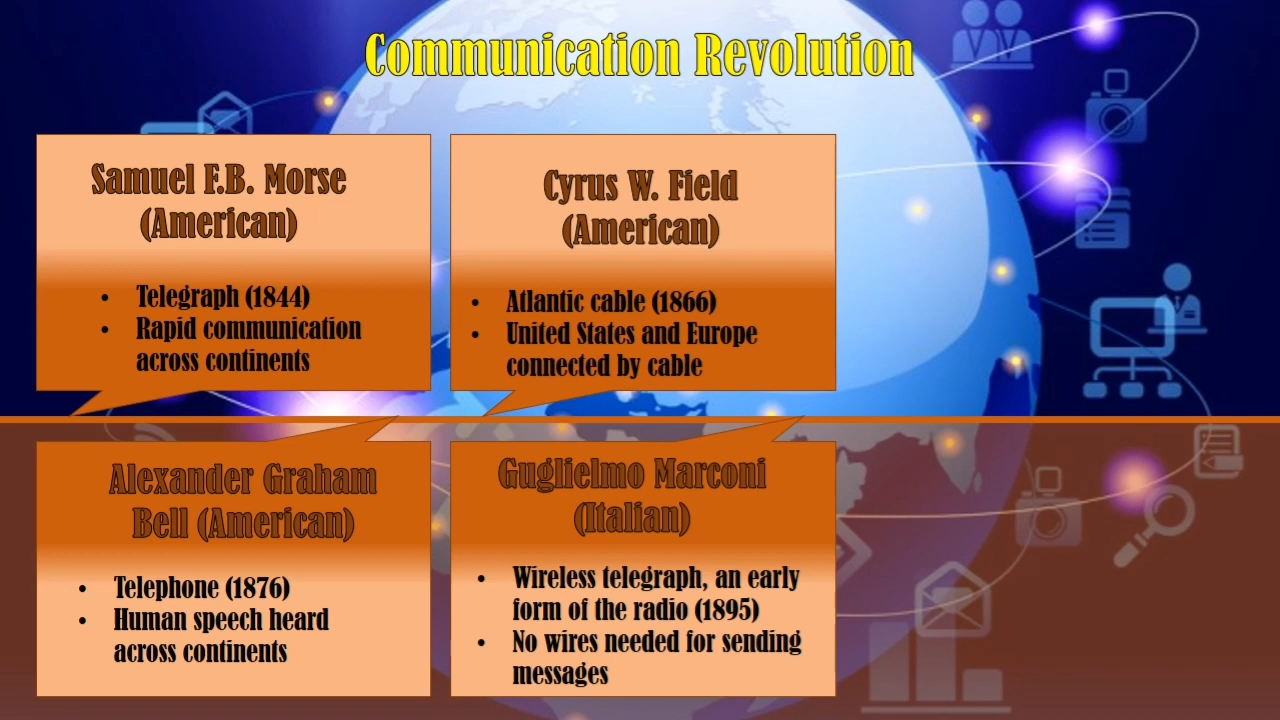 Communication Revolution
Samuel F.B. Morse
(American)
• Telegraph (1844)
• Rapid communication
across continents
Cyrus W. Field
(American)
• Atlantic cable (1866)
• United States and Europe
connected by cable
Alexander Graham
Bell (American)
• Telephone (1876)
• Human speech heard
across continents
Guglielmo Marconi
(Italian)
• Wireless telegraph, an early
form of the radio (1895)
• No wires needed for sending
messages